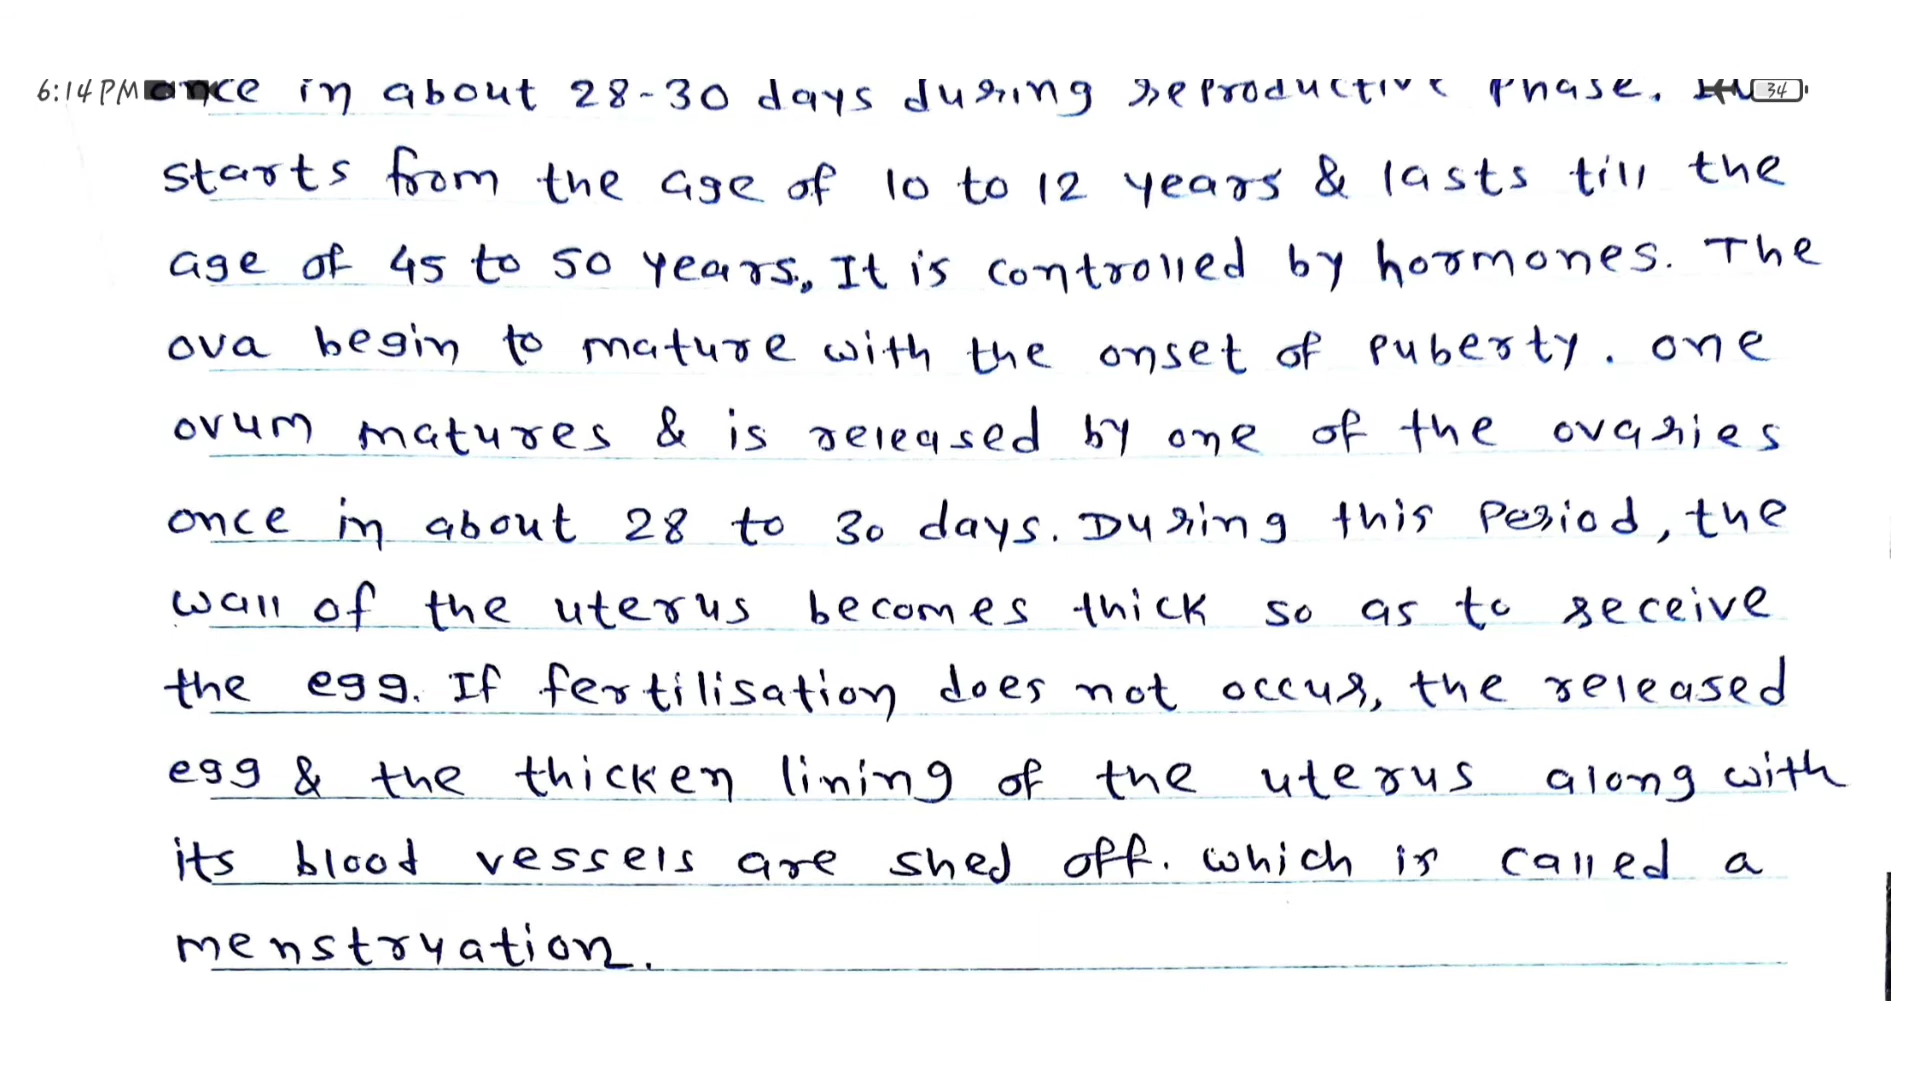 6:14 PM once in about 28-30 days during reproductive phase. 34
starts from the age of 10 to 12 years & lasts till the
age of 45 to 50 years. It is controlled by hormones. The
ova begin to mature with the onset of puberty. one
ovum matures & is released by one of the ovaries
once in about 28 to 30 days. During this period, the
wall of the uterus becomes thick so as to receive
the egg. If fertilisation does not occur, the released
egg & the thicken lining of the uterus along with
its blood vessels are shed off. which is called a
menstruation.